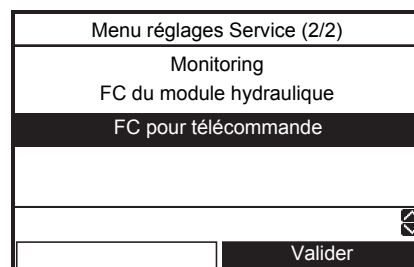 Menu réglages Service (2/2)
Monitoring
FC du module hydraulique
FC pour télécommande
Valider